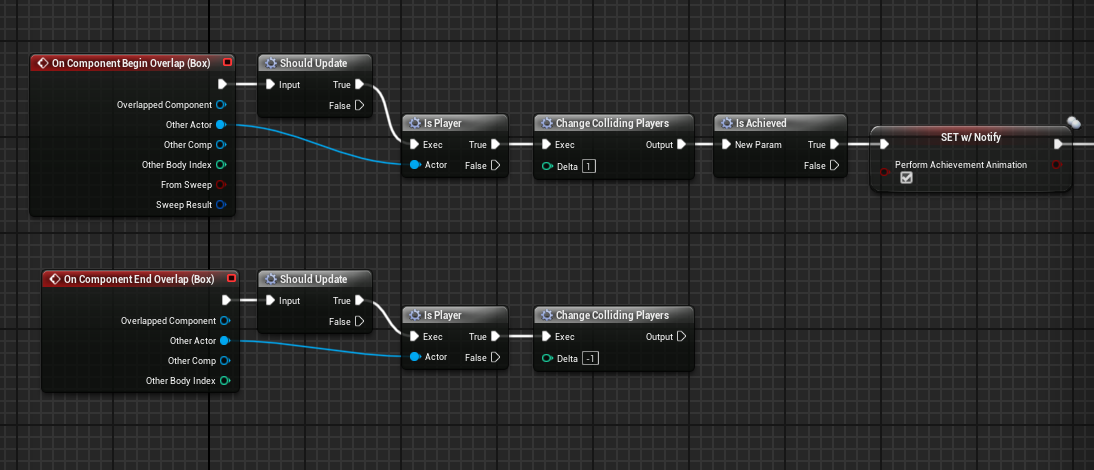 On Component Begin Overlap (Box)
Overlapped Component
Other Actor
Other Comp
Other Body Index
From Sweep
Sweep Result
Should Update
Input True
False
Is Player
Exec True
Actor False
Change Colliding Players
Exec Output
Delta 1
Is Achieved
New Param True
False
SET w/ Notify
Perform Achievement Animation
On Component End Overlap (Box)
Overlapped Component
Other Actor
Other Comp
Other Body Index
Should Update
Input True
False
Is Player
Exec True
Actor False
Change Colliding Players
Exec Output
Delta -1